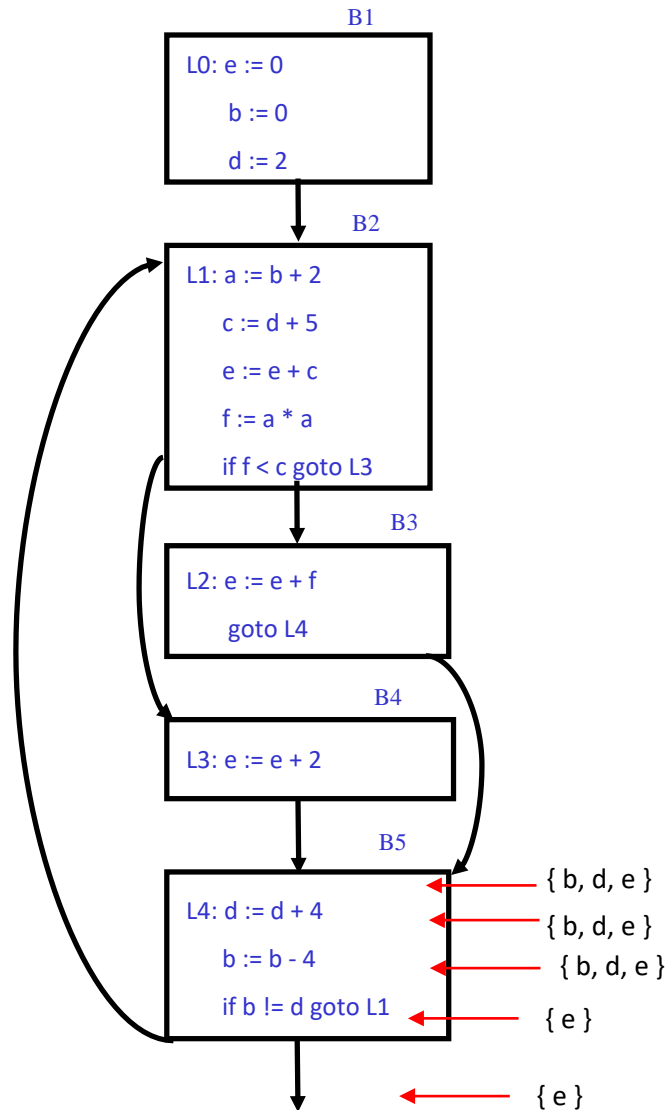 B1
L0: e := 0
b := 0
d := 2
B2
L1: a := b + 2
c := d + 5
e := e + c
f := a * a
if f < c goto L3
B3
L2: e := e + f
goto L4
B4
L3: e := e + 2
B5
{ b, d, e }
L4: d := d + 4
{ b, d, e }
b := b - 4
{ b, d, e }
if b != d goto L1
{ e }
{ e }